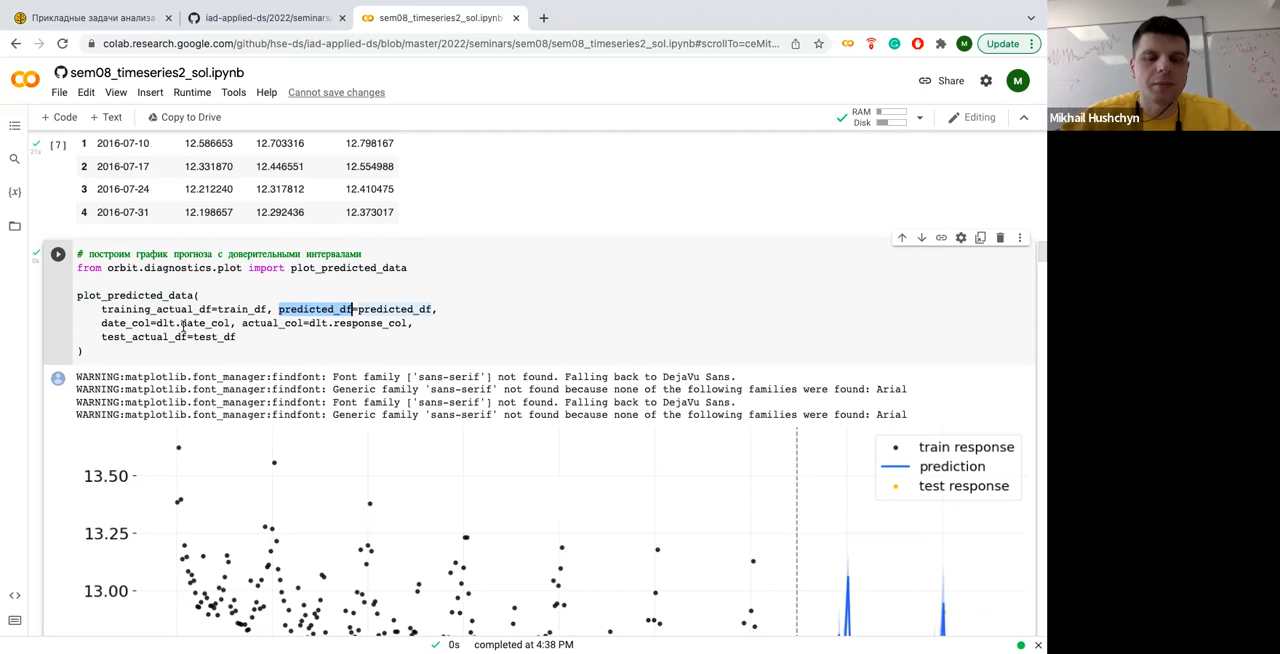 Прикладные задачи анализа
iad-applied-ds/2022/seminars/
sem08_timeseries2_sol.ipynb
colab.research.google.com/github/hse-ds/iad-applied-ds/blob/master/2022/seminars/sem08/sem08_timeseries2_sol.ipynb#scrollTo=ceMit...
M
Update
sem08_timeseries2_sol.ipynb
Share
M
File Edit View Insert Runtime Tools Help Cannot save changes
+ Code + Text Copy to Drive
RAM
Disk
Editing
21s
[7]
1 2016-07-10 12.586653 12.703316 12.798167
2 2016-07-17 12.331870 12.446551 12.554988
3 2016-07-24 12.212240 12.317812 12.410475
4 2016-07-31 12.198657 12.292436 12.373017
0s
# построим график прогноза с доверительными интервалами
from orbit.diagnostics.plot import plot_predicted_data
plot_predicted_data(
training_actual_df=train_df, predicted_df=predicted_df,
date_col=dlt.date_col, actual_col=dlt.response_col,
test_actual_df=test_df
)
WARNING:matplotlib.font_manager:findfont: Font family ['sans-serif'] not found. Falling back to DejaVu Sans.
WARNING:matplotlib.font_manager:findfont: Generic family 'sans-serif' not found because none of the following families were found: Arial
WARNING:matplotlib.font_manager:findfont: Font family ['sans-serif'] not found. Falling back to DejaVu Sans.
WARNING:matplotlib.font_manager:findfont: Generic family 'sans-serif' not found because none of the following families were found: Arial
train response
prediction
test response
13.50
13.25
13.00
0s completed at 4:38 PM
Mikhail Hushchyn